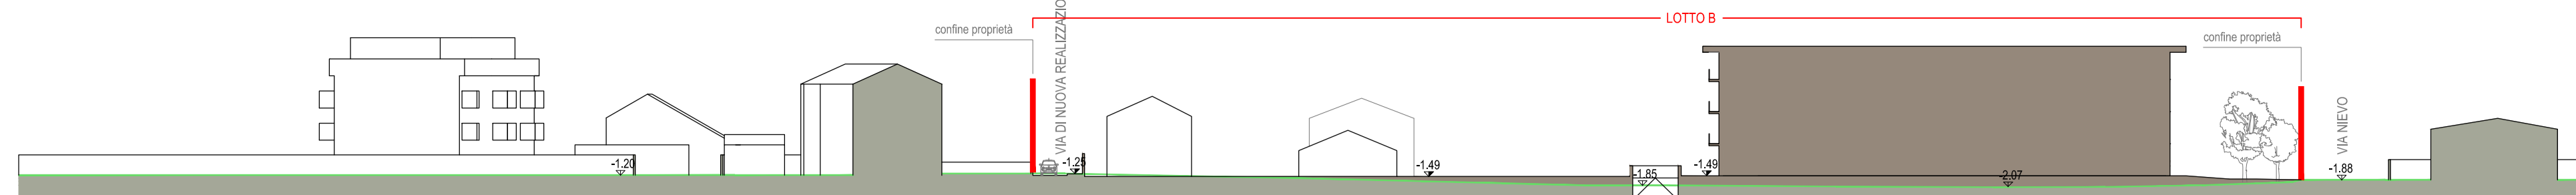 LOTTO B
confine proprietà
VIA DI NUOVA REALIZZAZIO
confine proprietà
VIA NIEVO
-1.20
-1.25
-1.49
-1.85
-1.49
-2.07
-1.88